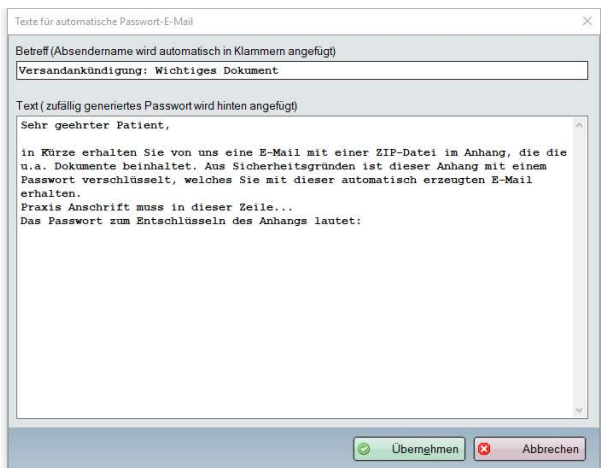 Texte für automatische Passwort-E-Mail
Betreff (Absendername wird automatisch in Klammern angefügt)
Versandankündigung: Wichtiges Dokument
Text ( zufällig generiertes Passwort wird hinten angefügt)
Sehr geehrter Patient,
in Kürze erhalten Sie von uns eine E-Mail mit einer ZIP-Datei im Anhang, die die
u.a. Dokumente beinhaltet. Aus Sicherheitsgründen ist dieser Anhang mit einem
Passwort verschlüsselt, welches Sie mit dieser automatisch erzeugten E-Mail
erhalten.
Praxis Anschrift muss in dieser Zeile...
Das Passwort zum Entschlüsseln des Anhangs lautet:
Übernehmen
Abbrechen